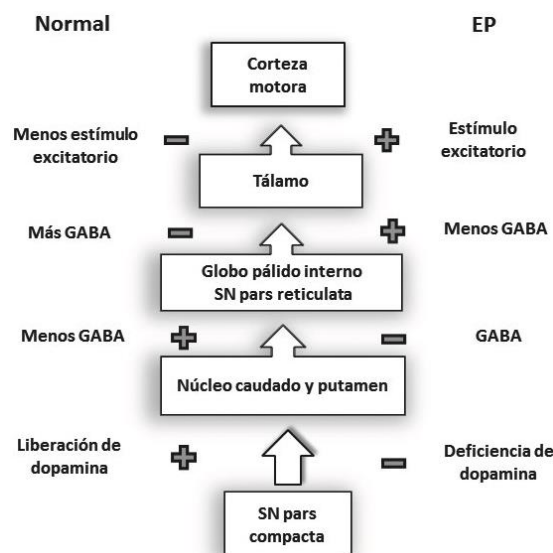 Normal
EP
Corteza
motora
Menos estímulo
excitatorio
Estímulo
excitatorio
Tálamo
Más GABA
Menos GABA
Globo pálido interno
SN pars reticulata
Menos GABA
GABA
Núcleo caudado y putamen
Liberación de
dopamina
Deficiencia de
dopamina
SN pars
compacta